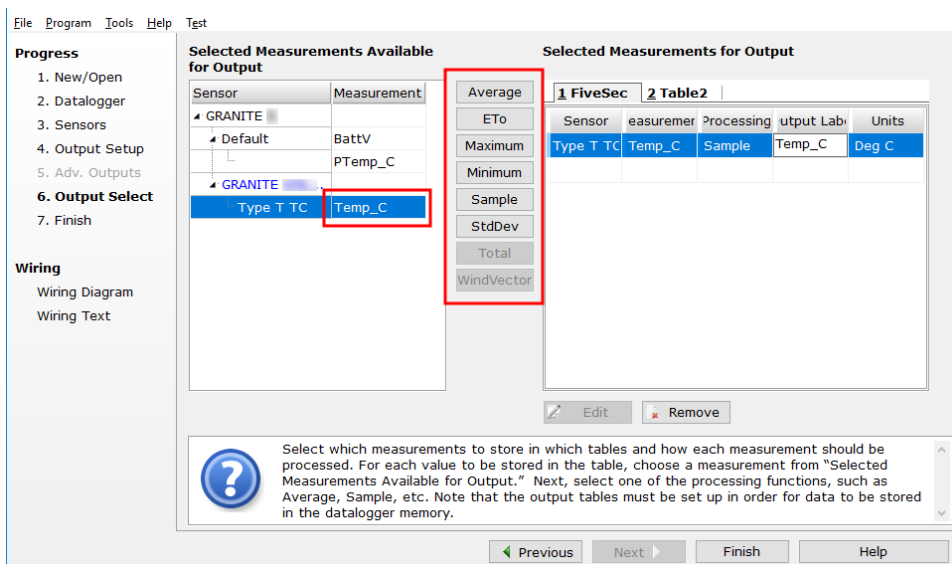 File Program Tools Help Test
Progress
1. New/Open
2. Datalogger
3. Sensors
4. Output Setup
5. Adv. Outputs
6. Output Select
7. Finish
Wiring
Wiring Diagram
Wiring Text
Selected Measurements Available
for Output
Sensor Measurement
GRANITE
Default BattV
PTemp_C
GRANITE ...
Type T TC Temp_C
Average
ETo
Maximum
Minimum
Sample
StdDev
Total
WindVector
Selected Measurements for Output
1 FiveSec 2 Table2
Sensor easuremer Processing utput Lab Units
Type T TC Temp_C Sample Temp_C Deg C
Edit Remove
Select which measurements to store in which tables and how each measurement should be
processed. For each value to be stored in the table, choose a measurement from “Selected
Measurements Available for Output.” Next, select one of the processing functions, such as
Average, Sample, etc. Note that the output tables must be set up in order for data to be stored
in the datalogger memory.
Previous Next Finish Help